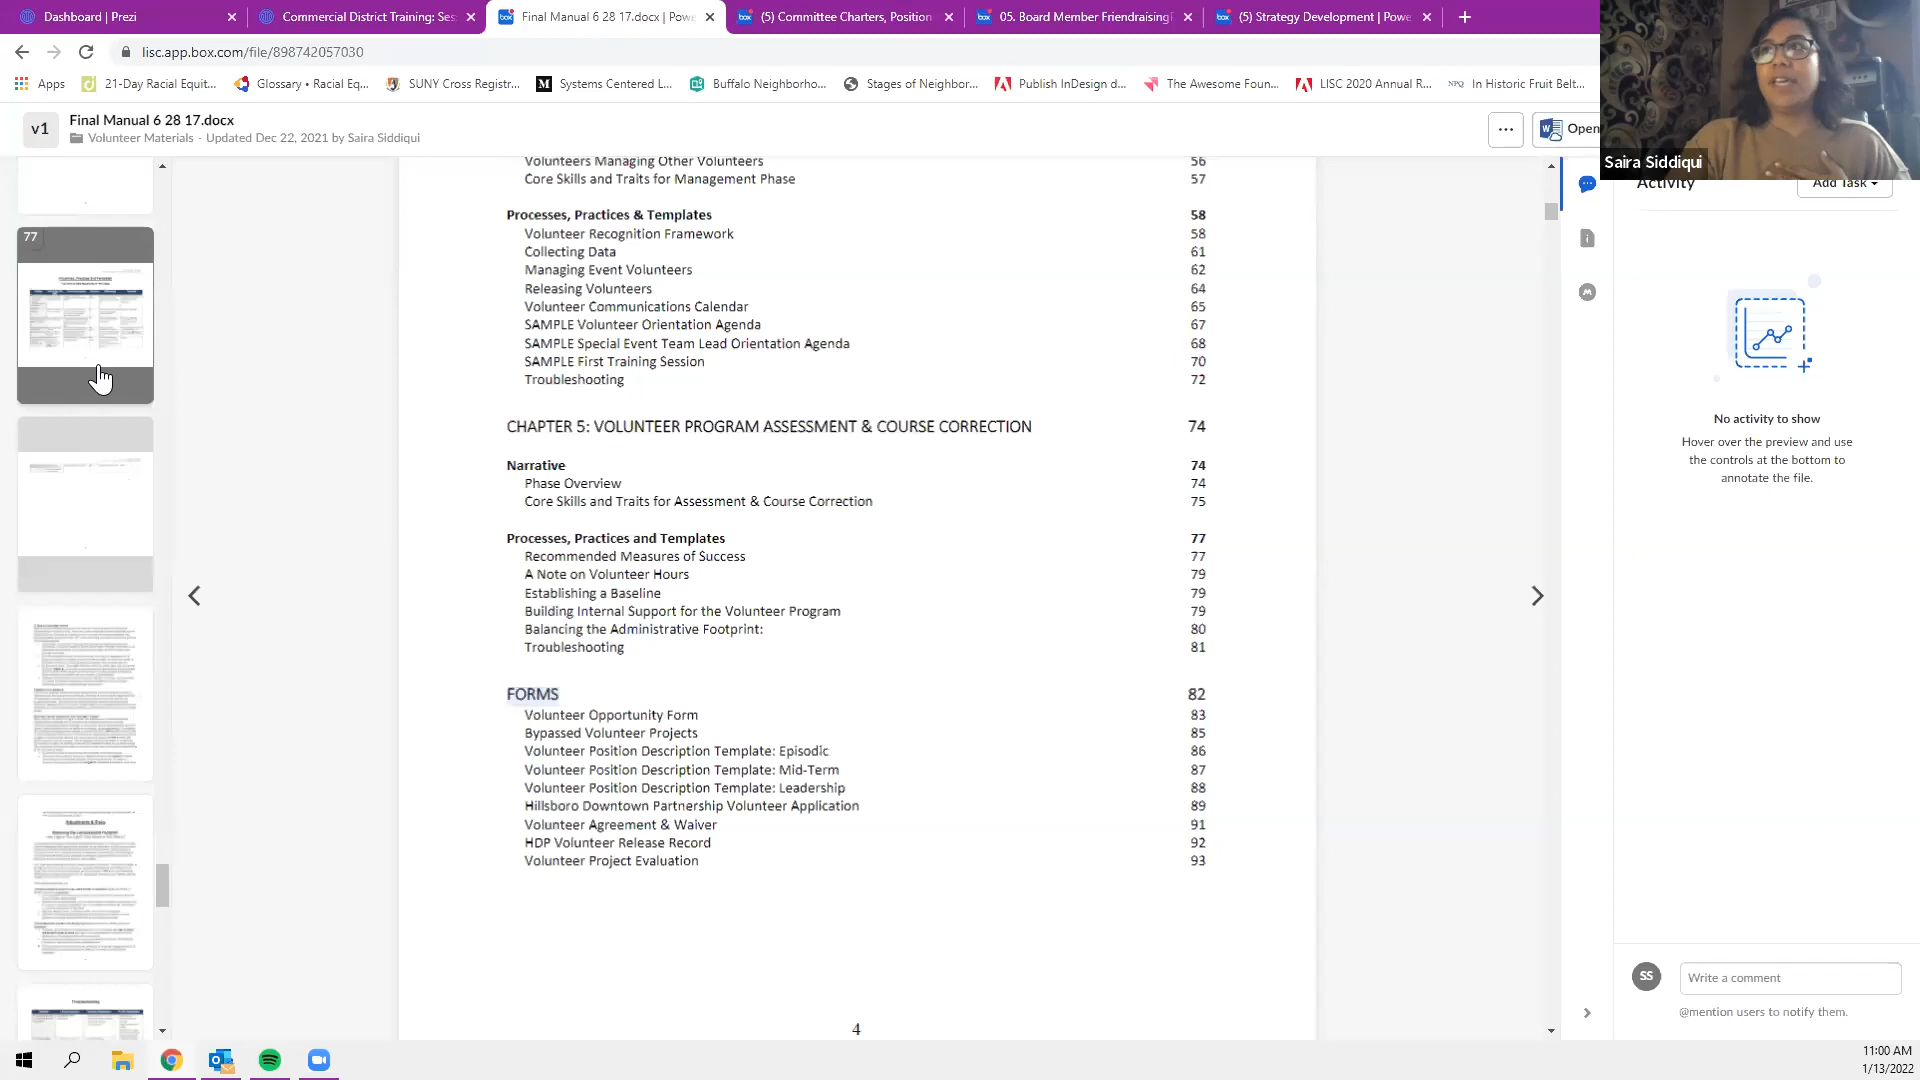 Dashboard | Prezi
Commercial District Training: Ses
Final Manual 6 28 17.docx | Powe
(5) Committee Charters, Position
05. Board Member Friendraising
(5) Strategy Development | Powe
lisc.app.box.com/file/898742057030
Apps
21-Day Racial Equit...
Glossary • Racial Eq...
SUNY Cross Registr...
Systems Centered L...
Buffalo Neighborho...
Stages of Neighbor...
Publish InDesign d...
The Awesome Foun...
LISC 2020 Annual R...
NPQ
In Historic Fruit Belt...
v1
Final Manual 6 28 17.docx
Volunteer Materials - Updated Dec 22, 2021 by Saira Siddiqui
Open
Saira Siddiqui
Activity
Add Task
77
Volunteers Managing Other Volunteers 56
Core Skills and Traits for Management Phase 57
Processes, Practices & Templates 58
Volunteer Recognition Framework 58
Collecting Data 61
Managing Event Volunteers 62
Releasing Volunteers 64
Volunteer Communications Calendar 65
SAMPLE Volunteer Orientation Agenda 67
SAMPLE Special Event Team Lead Orientation Agenda 68
SAMPLE First Training Session 70
Troubleshooting 72
CHAPTER 5: VOLUNTEER PROGRAM ASSESSMENT & COURSE CORRECTION 74
Narrative 74
Phase Overview 74
Core Skills and Traits for Assessment & Course Correction 75
Processes, Practices and Templates 77
Recommended Measures of Success 77
A Note on Volunteer Hours 79
Establishing a Baseline 79
Building Internal Support for the Volunteer Program 79
Balancing the Administrative Footprint: 80
Troubleshooting 81
FORMS 82
Volunteer Opportunity Form 83
Bypassed Volunteer Projects 85
Volunteer Position Description Template: Episodic 86
Volunteer Position Description Template: Mid-Term 87
Volunteer Position Description Template: Leadership 88
Hillsboro Downtown Partnership Volunteer Application 89
Volunteer Agreement & Waiver 91
HDP Volunteer Release Record 92
Volunteer Project Evaluation 93
4
No activity to show
Hover over the preview and use
the controls at the bottom to
annotate the file.
SS
Write a comment
@mention users to notify them.
11:00 AM
1/13/2022